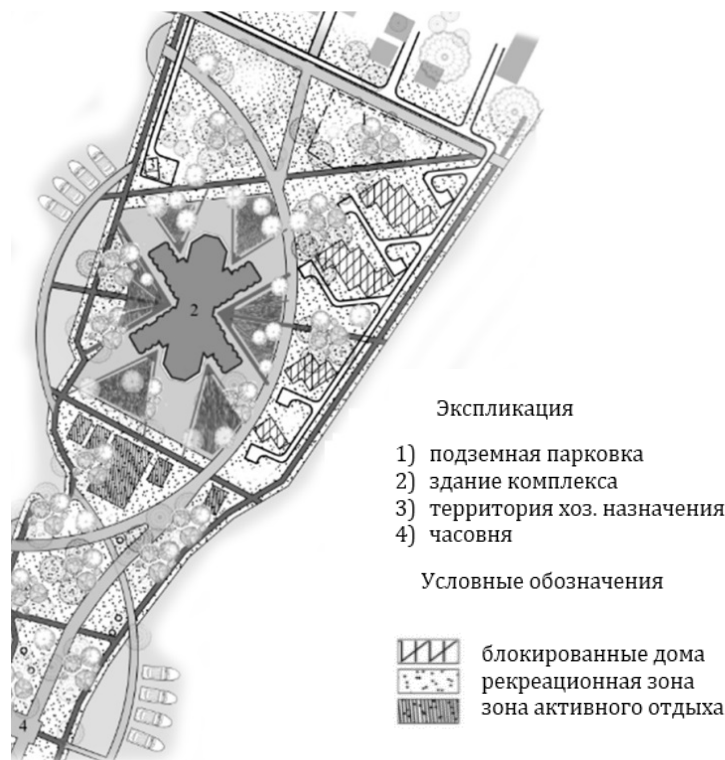 3
2
Экспликация
1) подземная парковка
2) здание комплекса
3) территория хоз. назначения
4) часовня
Условные обозначения
блокированные дома
рекреационная зона
зона активного отдыха
4